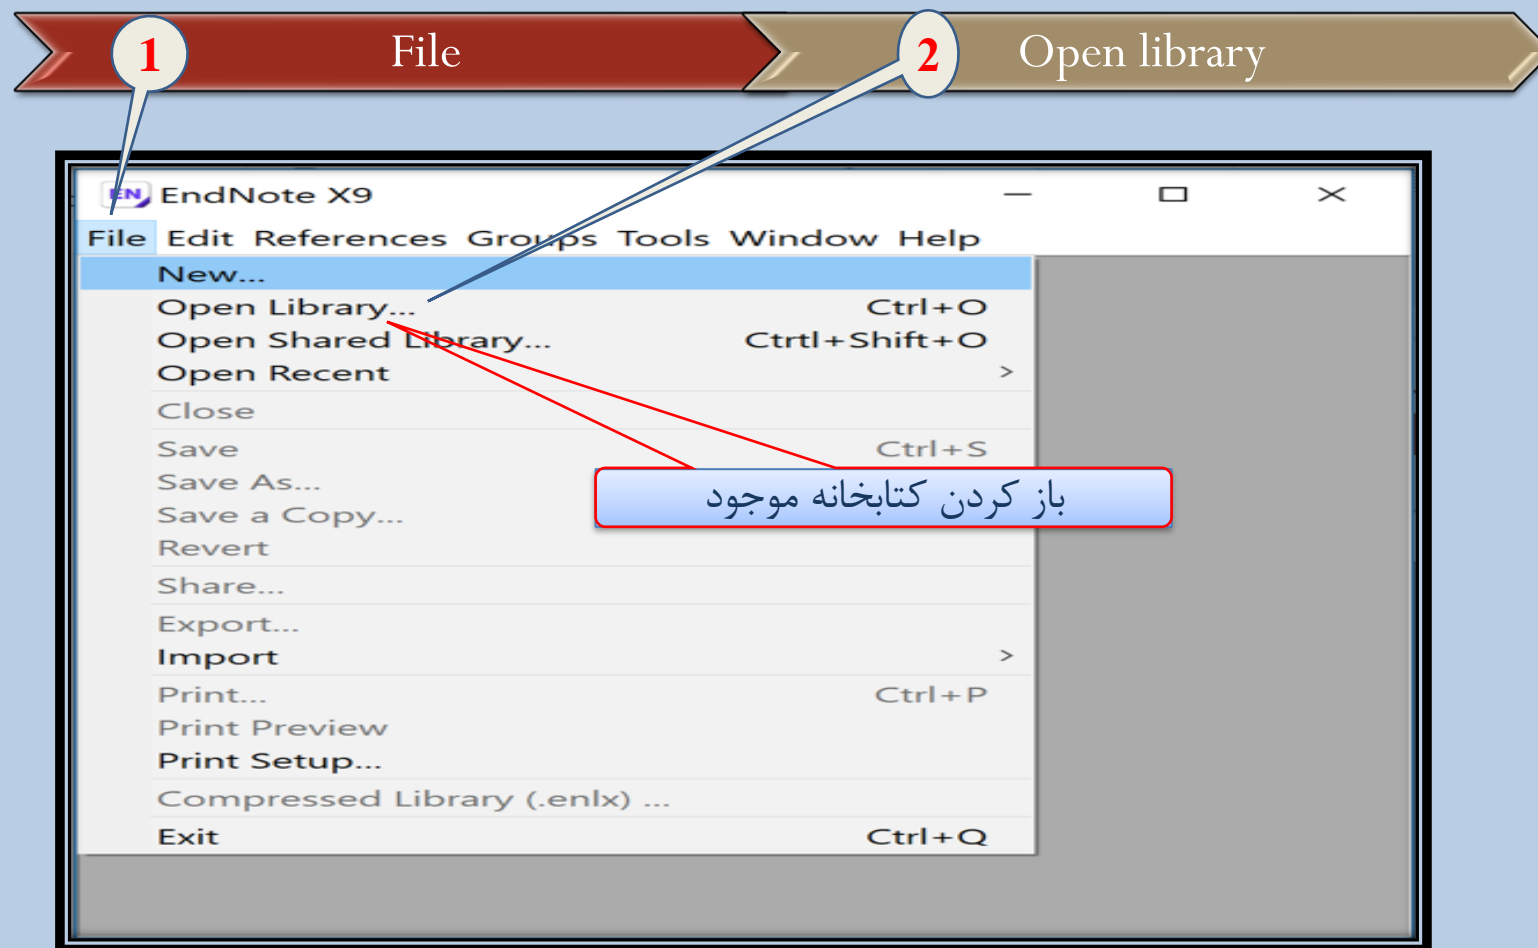 1 File 2 Open library
EN EndNote X9
File Edit References Groups Tools Window Help
New...
Open Library... Ctrl+O
Open Shared Library... Ctrtl+Shift+O
Open Recent >
Close
Save Ctrl+S
Save As...
باز کردن کتابخانه موجود
Save a Copy...
Revert
Share...
Export...
Import >
Print... Ctrl+P
Print Preview
Print Setup...
Compressed Library (.enlx) ...
Exit Ctrl+Q